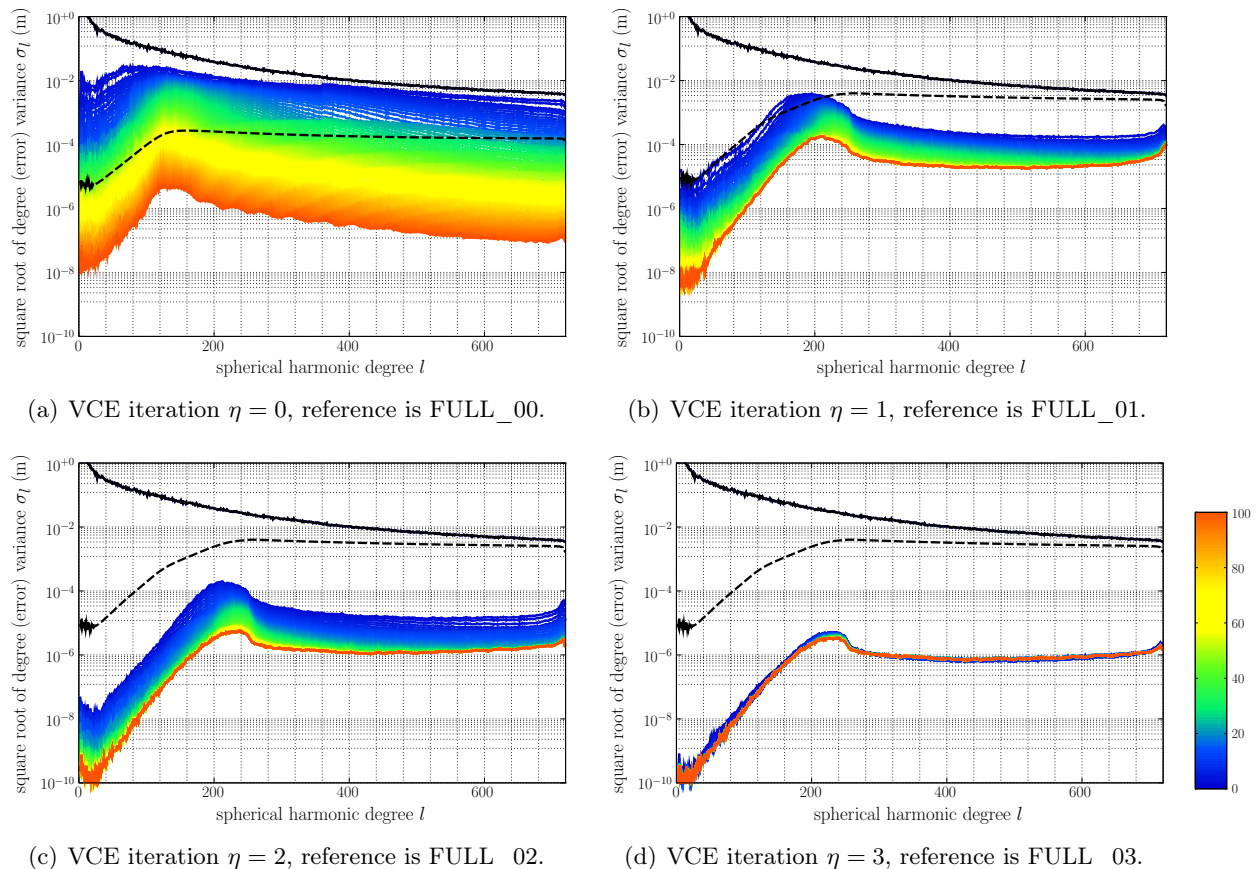 10^{+0}
10^{-2}
10^{-4}
10^{-6}
10^{-8}
10^{-10}
square root of degree (error) variance σ_l (m)
0 200 400 600
spherical harmonic degree l
(a) VCE iteration η = 0, reference is FULL_00.
10^{+0}
10^{-2}
10^{-4}
10^{-6}
10^{-8}
10^{-10}
square root of degree (error) variance σ_l (m)
0 200 400 600
spherical harmonic degree l
(b) VCE iteration η = 1, reference is FULL_01.
10^{+0}
10^{-2}
10^{-4}
10^{-6}
10^{-8}
10^{-10}
square root of degree (error) variance σ_l (m)
0 200 400 600
spherical harmonic degree l
(c) VCE iteration η = 2, reference is FULL_02.
10^{+0}
10^{-2}
10^{-4}
10^{-6}
10^{-8}
10^{-10}
square root of degree (error) variance σ_l (m)
0 200 400 600
spherical harmonic degree l
(d) VCE iteration η = 3, reference is FULL_03.
100
80
60
40
20
0